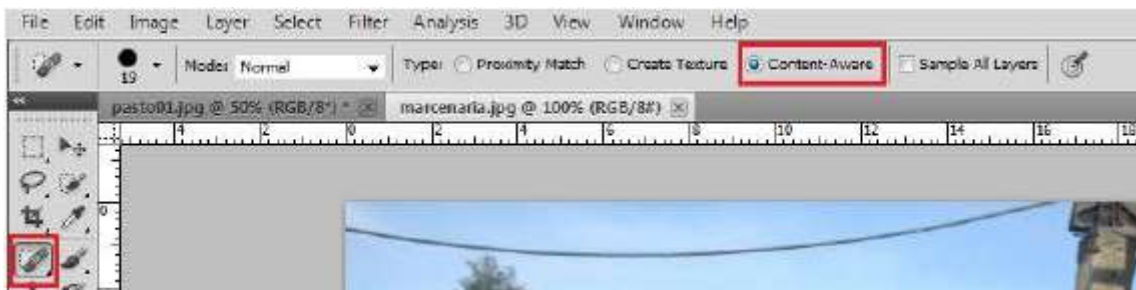 File Edit Image Layer Select Filter Analysis 3D View Window Help
19 Mode: Normal Type: Proximity Match Create Texture Content-Aware Sample All Layers
pasto01.jpg @ 50% (RGB/8*) * marcenaria.jpg @ 100% (RGB/8#)
4 2 0 2 4 6 8 10 12 14 16 18
0